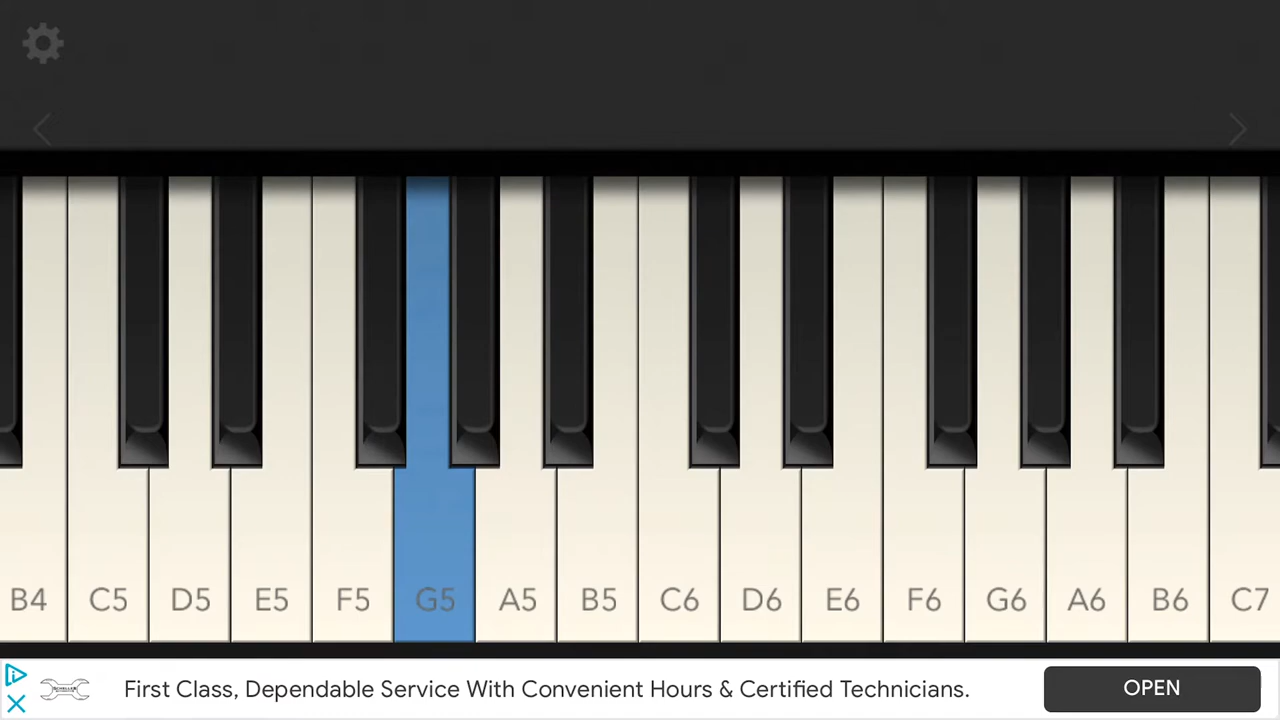 B4 C5 D5 E5 F5 G5 A5 B5 C6 D6 E6 F6 G6 A6 B6 C7
First Class, Dependable Service With Convenient Hours & Certified Technicians.
OPEN